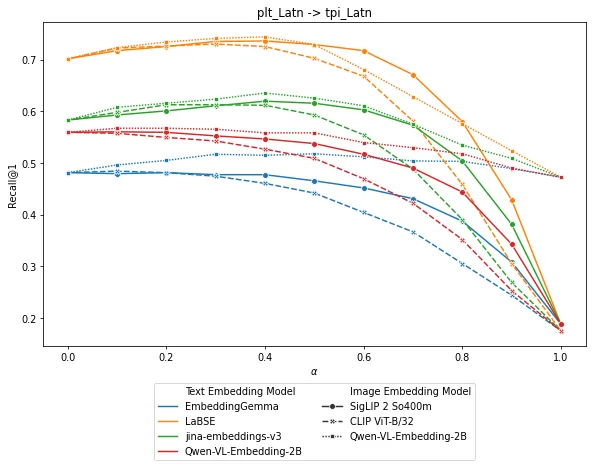 plt_Latn -> tpi_Latn
Recall@1
0.7
0.6
0.5
0.4
0.3
0.2
0.0 0.2 0.4 0.6 0.8 1.0
α
Text Embedding Model
EmbeddingGemma
LaBSE
jina-embeddings-v3
Qwen-VL-Embedding-2B
Image Embedding Model
SigLIP 2 So400m
CLIP ViT-B/32
Qwen-VL-Embedding-2B